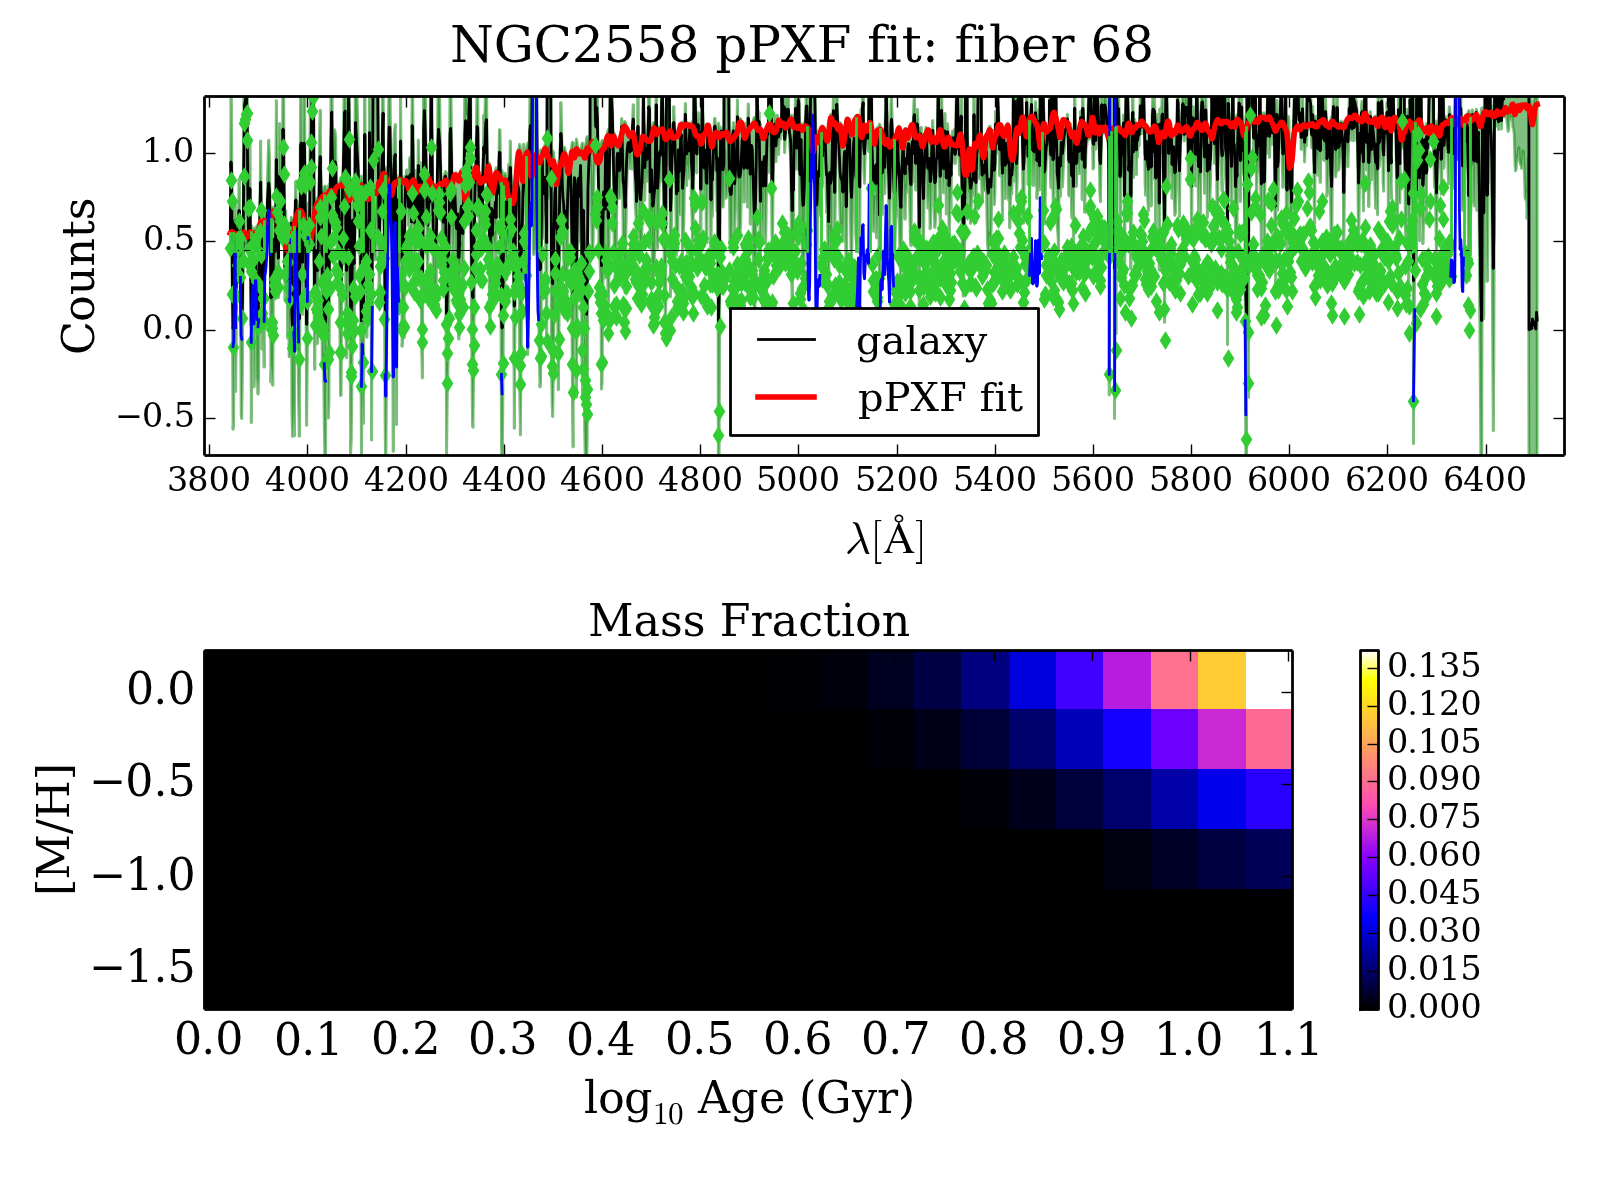 NGC2558 pPXF fit: fiber 68
Counts
1.0
0.5
0.0
−0.5
galaxy
pPXF fit
3800 4000 4200 4400 4600 4800 5000 5200 5400 5600 5800 6000 6200 6400
λ[Å]
Mass Fraction
[M/H]
0.0
−0.5
−1.0
−1.5
0.0 0.1 0.2 0.3 0.4 0.5 0.6 0.7 0.8 0.9 1.0 1.1
log₁₀ Age (Gyr)
0.135
0.120
0.105
0.090
0.075
0.060
0.045
0.030
0.015
0.000